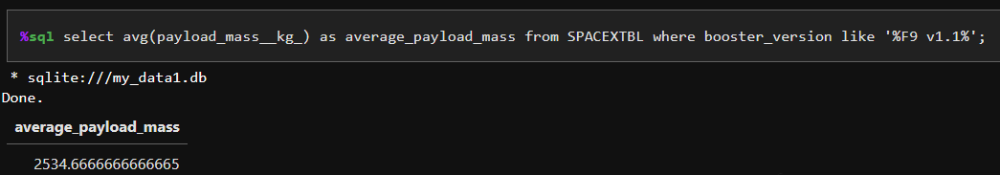 %sql select avg(payload_mass__kg_) as average_payload_mass from SPACEXTBL where booster_version like '%F9 v1.1%';
* sqlite:///my_data1.db
Done.
average_payload_mass
2534.6666666666665